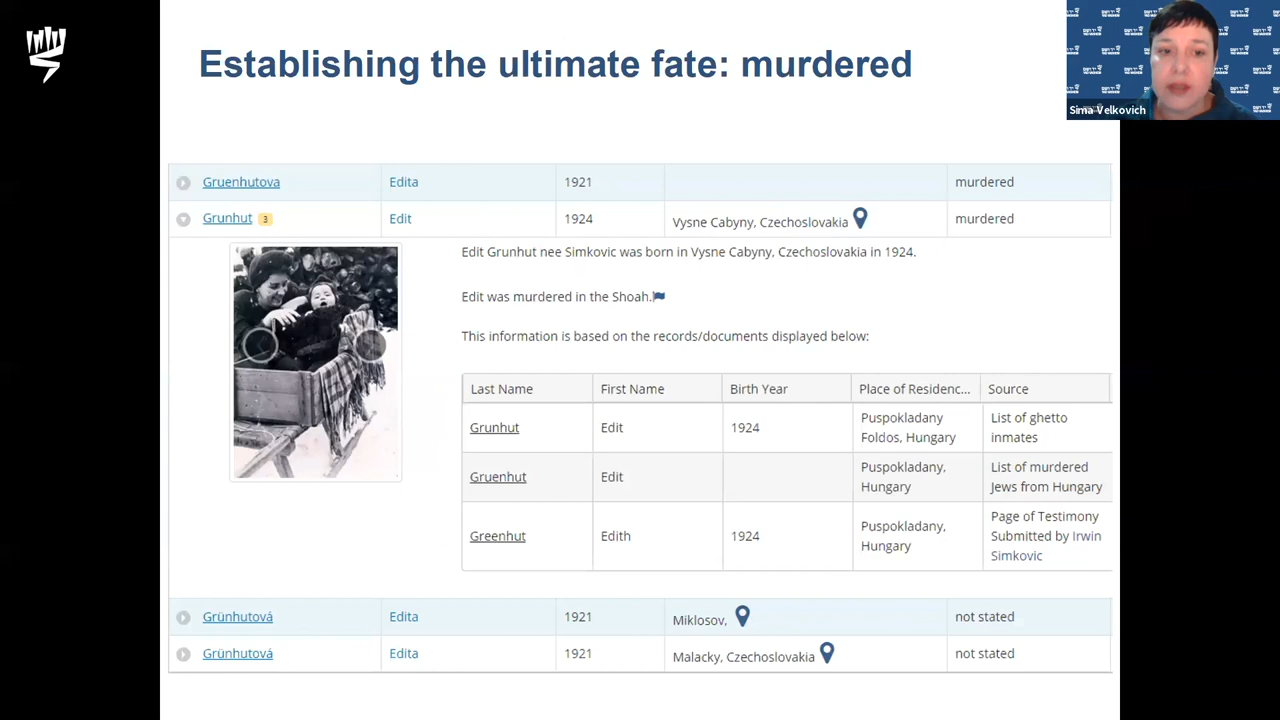 Establishing the ultimate fate: murdered
Sima Velkovich
Gruenhutova Edita 1921 murdered
Grunhut 3 Edit 1924 Vysne Cabyny, Czechoslovakia murdered
Edit Grunhut nee Simkovic was born in Vysne Cabyny, Czechoslovakia in 1924.
Edit was murdered in the Shoah.
This information is based on the records/documents displayed below:
Last Name First Name Birth Year Place of Residenc... Source
Grunhut Edit 1924 Puspokladany Foldos, Hungary List of ghetto inmates
Gruenhut Edit Puspokladany, Hungary List of murdered Jews from Hungary
Greenhut Edith 1924 Puspokladany, Hungary Page of Testimony Submitted by Irwin Simkovic
Grünhutová Edita 1921 Miklosov, not stated
Grünhutová Edita 1921 Malacky, Czechoslovakia not stated